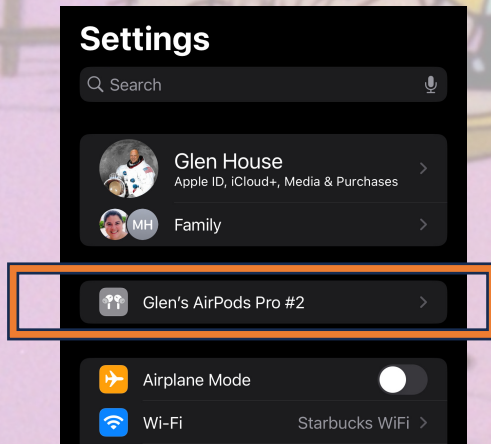 Settings
Search
Glen House
Apple ID, iCloud+, Media & Purchases
MH
Family
Glen's AirPods Pro #2
Airplane Mode
Wi-Fi
Starbucks WiFi